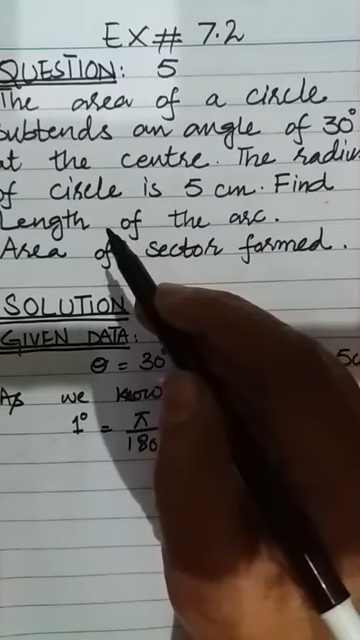 EX# 7.2
QUESTION: 5
The area of a circle
subtends an angle of 30°
at the centre. The radius
of circle is 5 cm. Find
Length of the arc.
Area of sector formed.
SOLUTION
GIVEN DATA:
θ = 30° 5c
As we know
1° = π/180